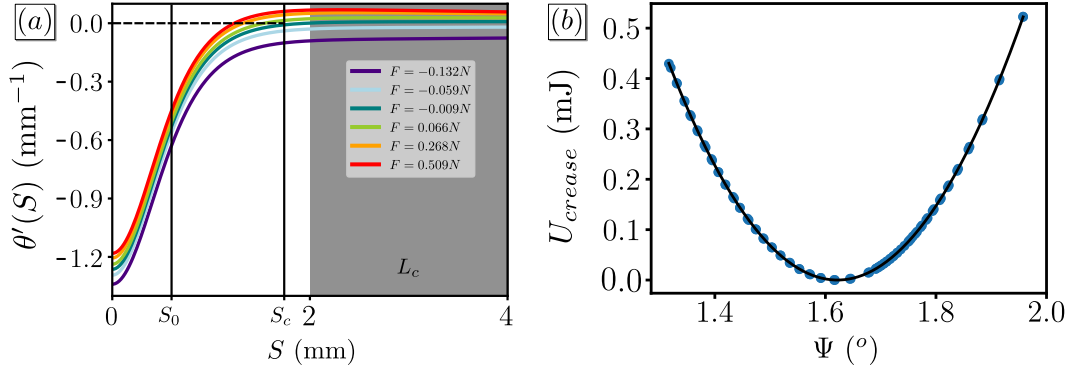 (a)
θ′(S) (mm⁻¹)
0.0
-0.3
-0.6
-0.9
-1.2
F = −0.132N
F = −0.059N
F = −0.009N
F = 0.066N
F = 0.268N
F = 0.509N
L_c
0 S₀ S_c 2 4
S (mm)
(b)
U_crease (mJ)
0.5
0.4
0.3
0.2
0.1
0.0
1.4 1.6 1.8 2.0
Ψ (°)